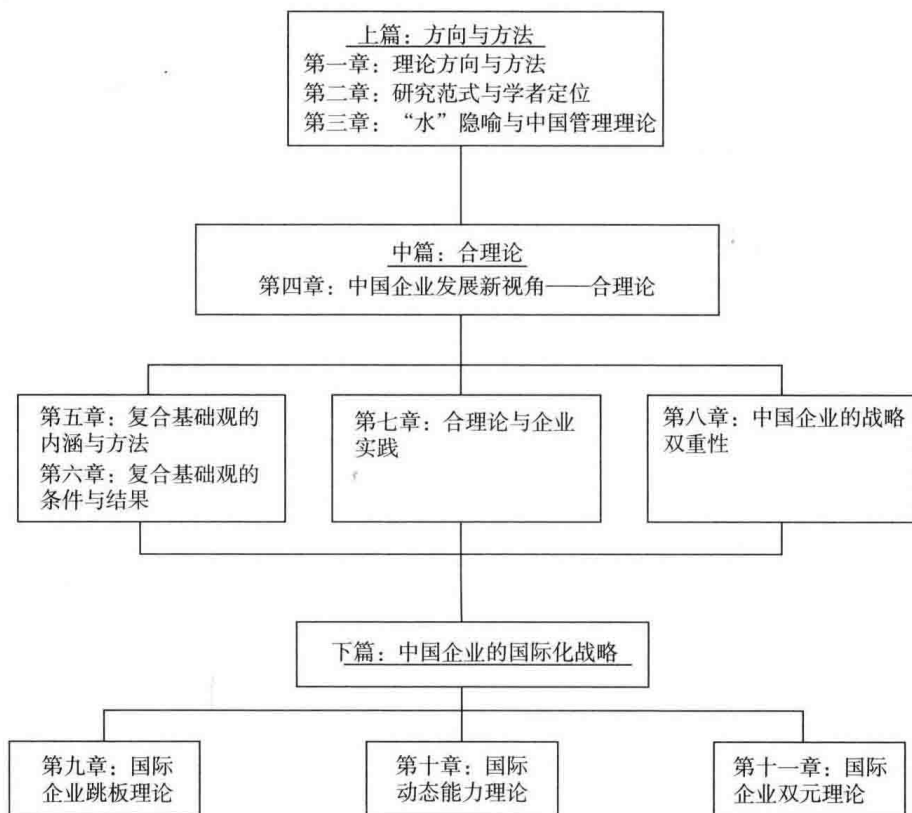 上篇：方向与方法
第一章：理论方向与方法
第二章：研究范式与学者定位
第三章：“水”隐喻与中国管理理论
中篇：合理论
第四章：中国企业发展新视角——合理论
第五章：复合基础观的
内涵与方法
第六章：复合基础观的
条件与结果
第七章：合理论与企业
实践
第八章：中国企业的战略
双重性
下篇：中国企业的国际化战略
第九章：国际
企业跳板理论
第十章：国际
动态能力理论
第十一章：国际
企业双元理论